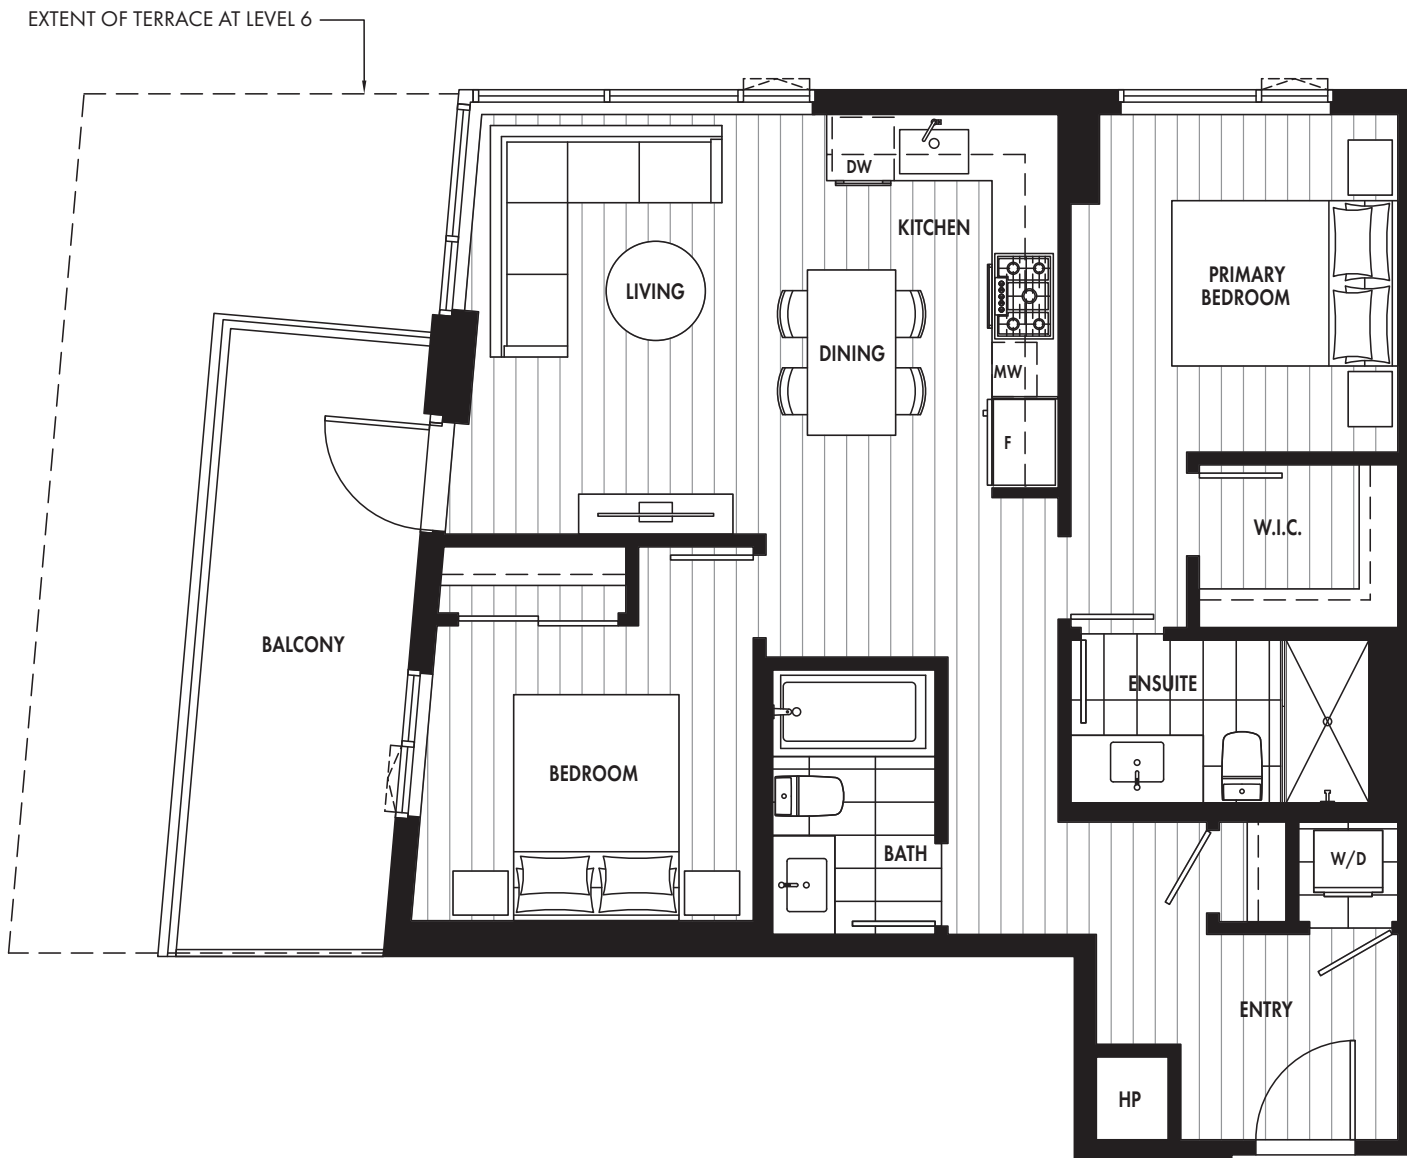 EXTENT OF TERRACE AT LEVEL 6
DW
KITCHEN
LIVING
PRIMARY
BEDROOM
DINING
MW
F
W.I.C.
BALCONY
ENSUITE
BEDROOM
BATH
W/D
ENTRY
HP